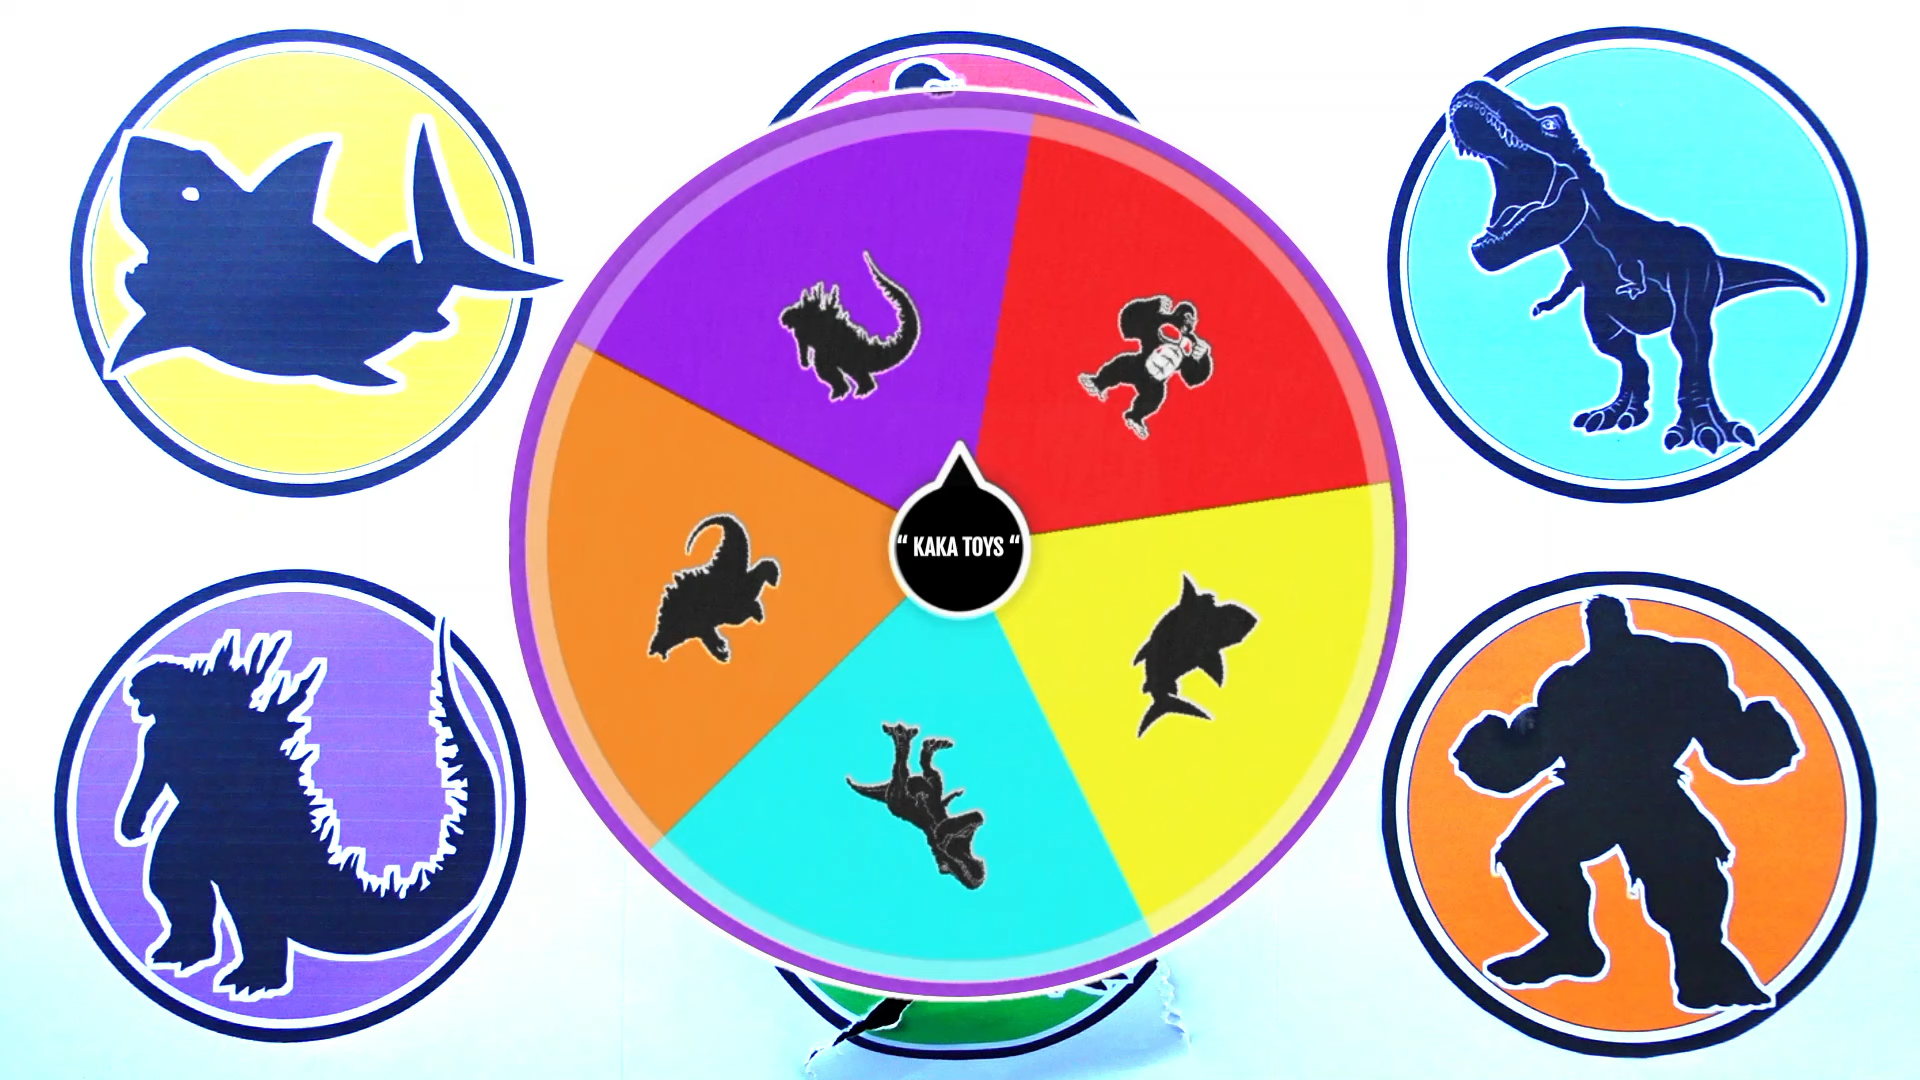 “ KAKA TOYS “